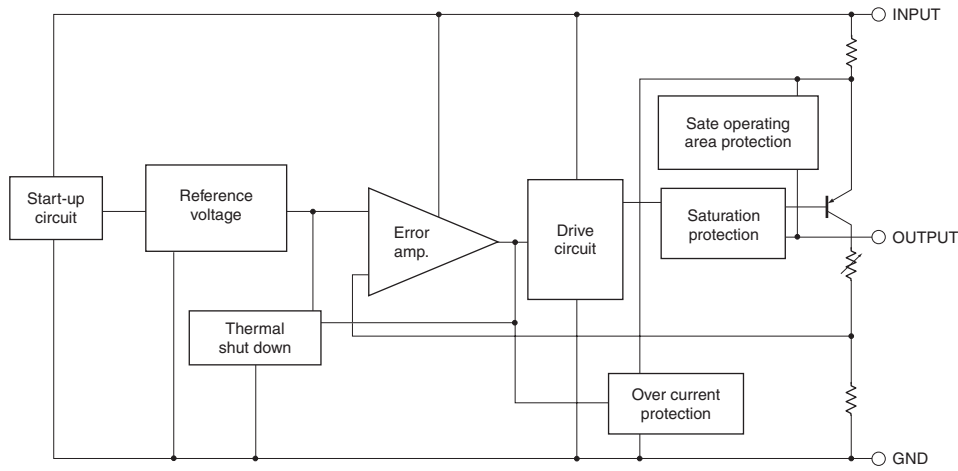 INPUT
Sate operating
area protection
Start-up
circuit
Reference
voltage
Error
amp.
Drive
circuit
Saturation
protection
OUTPUT
Thermal
shut down
Over current
protection
GND